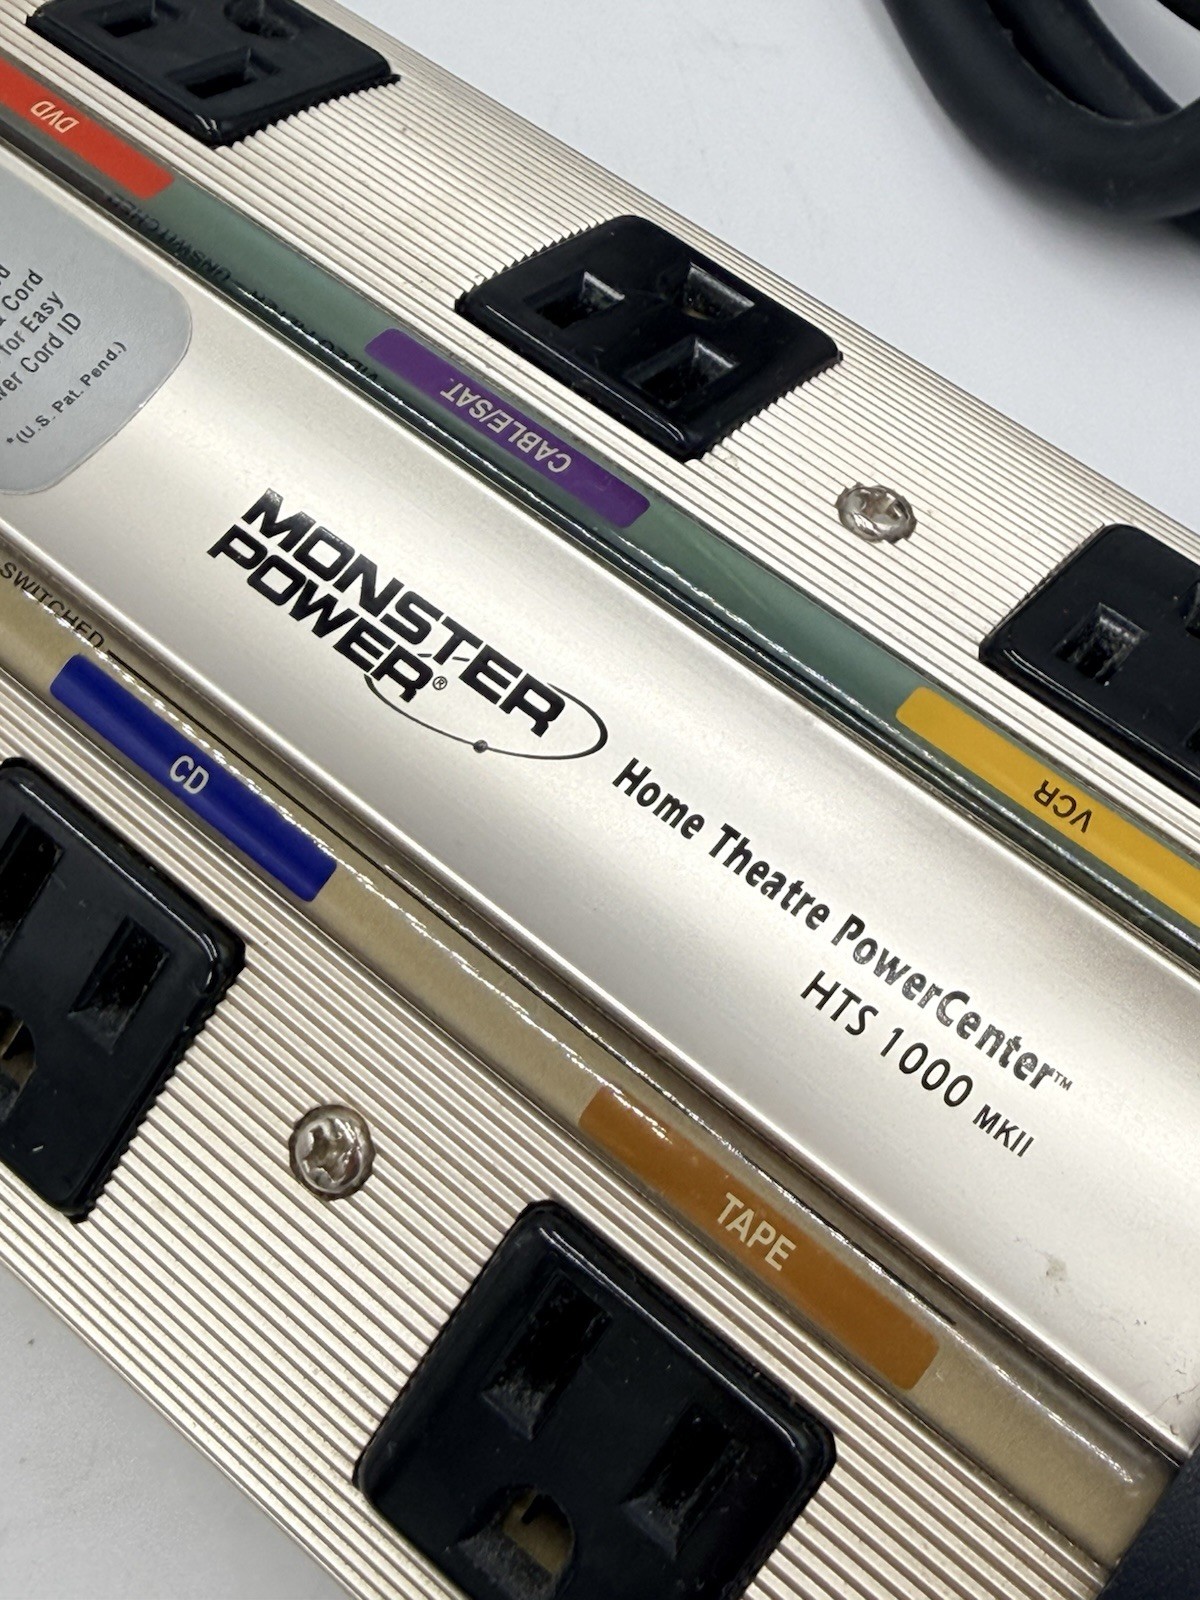 DVD
UNSWITCHED
Cord
for Easy
Cord ID
*(U.S. Pat. Pend.)
CABLE/SAT
VCR
MONSTER
POWER®
Home Theatre PowerCenter™
HTS 1000 MKII
SWITCHED
CD
TAPE